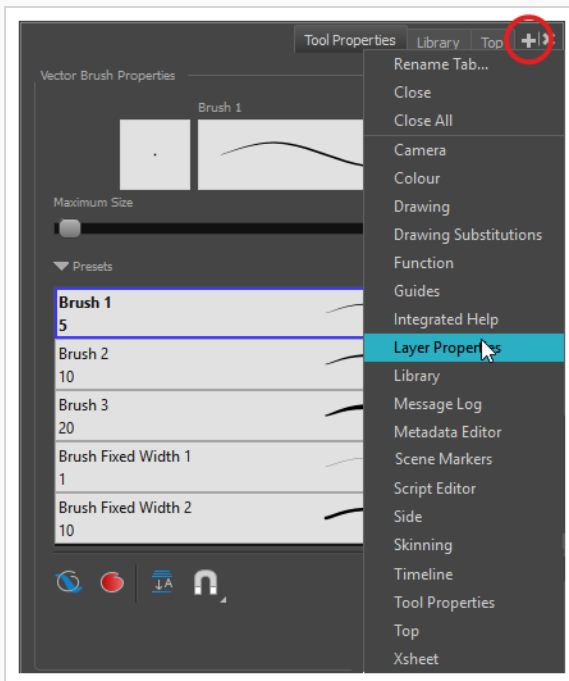 Tool Properties Library Top
Vector Brush Properties
Brush 1
Maximum Size
Presets
Brush 1
5
Brush 2
10
Brush 3
20
Brush Fixed Width 1
1
Brush Fixed Width 2
10
A
Rename Tab...
Close
Close All
Camera
Colour
Drawing
Drawing Substitutions
Function
Guides
Integrated Help
Layer Properties
Library
Message Log
Metadata Editor
Scene Markers
Script Editor
Side
Skinning
Timeline
Tool Properties
Top
Xsheet